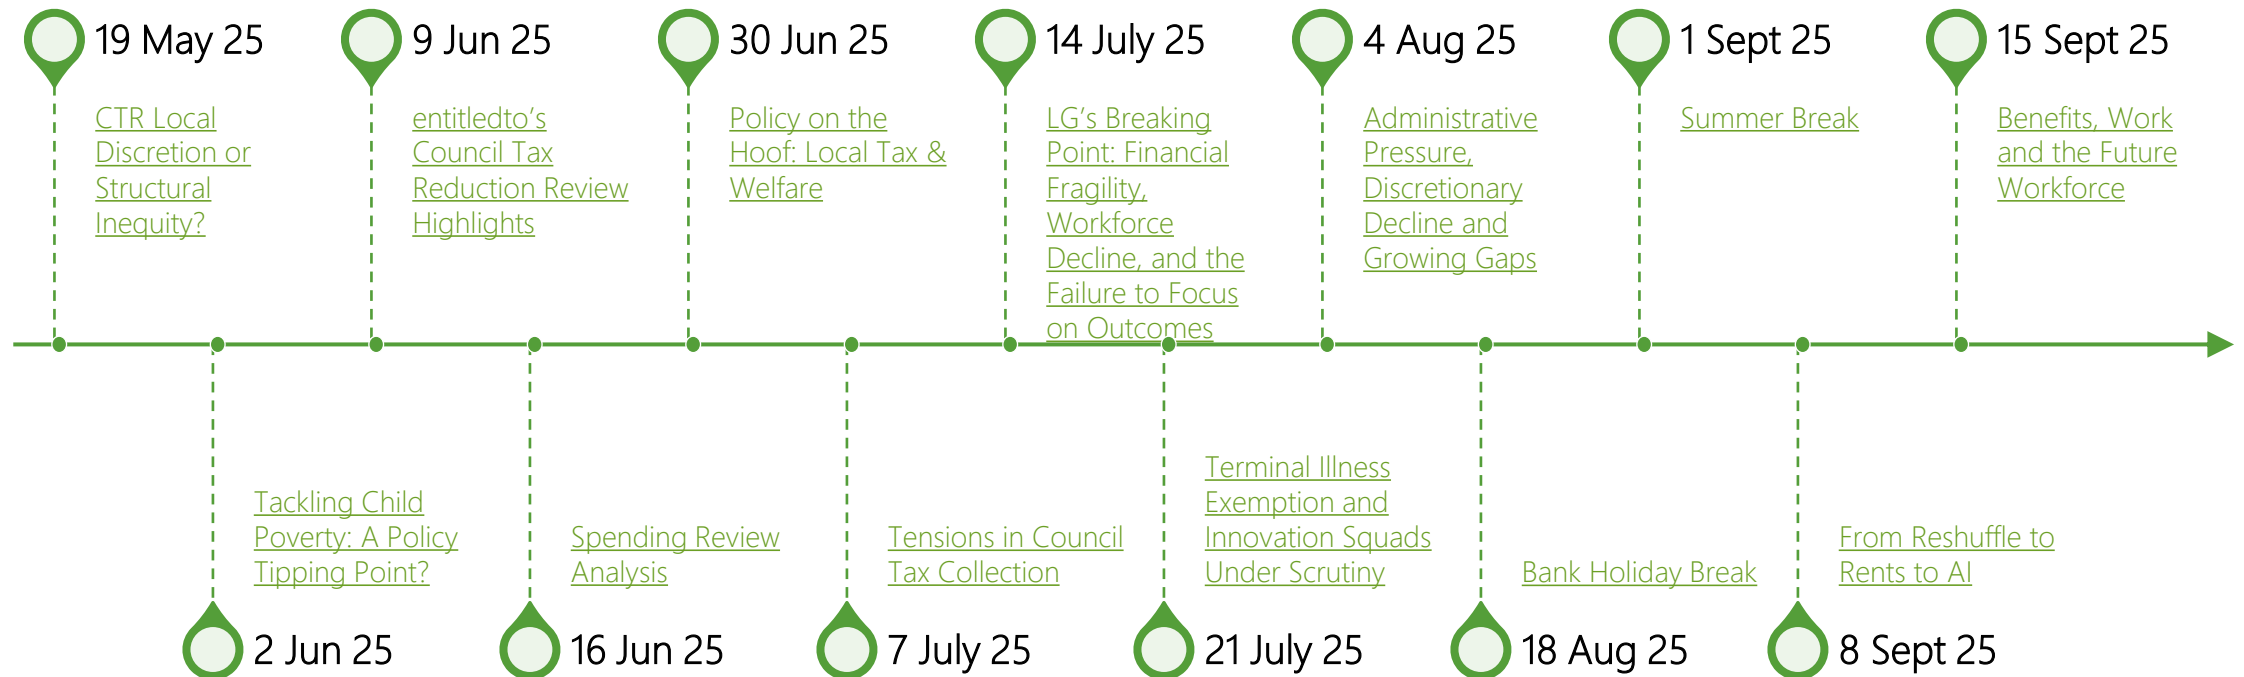 19 May 25
CTR Local
Discretion or
Structural
Inequity?
9 Jun 25
entitledto’s
Council Tax
Reduction Review
Highlights
30 Jun 25
Policy on the
Hoof: Local Tax &
Welfare
14 July 25
LG’s Breaking
Point: Financial
Fragility,
Workforce
Decline, and the
Failure to Focus
on Outcomes
4 Aug 25
Administrative
Pressure,
Discretionary
Decline and
Growing Gaps
1 Sept 25
Summer Break
15 Sept 25
Benefits, Work
and the Future
Workforce
Tackling Child
Poverty: A Policy
Tipping Point?
2 Jun 25
Spending Review
Analysis
16 Jun 25
Tensions in Council
Tax Collection
7 July 25
Terminal Illness
Exemption and
Innovation Squads
Under Scrutiny
21 July 25
Bank Holiday Break
18 Aug 25
From Reshuffle to
Rents to AI
8 Sept 25